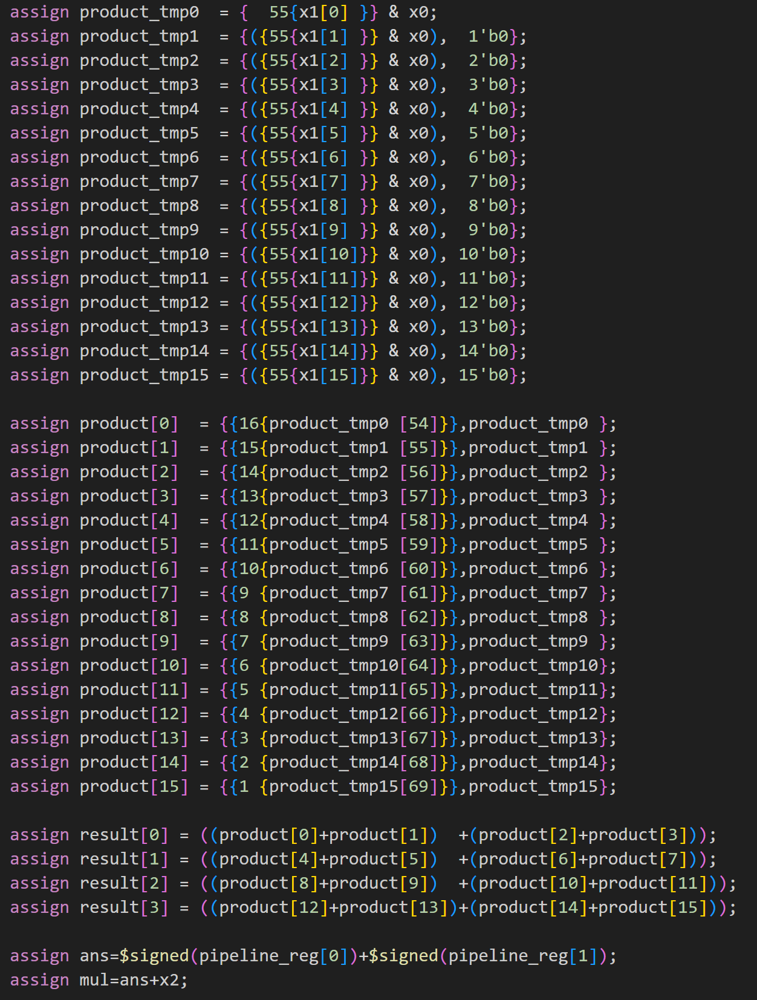 assign product_tmp0  = {  55{x1[0] }} & x0;
assign product_tmp1  = {({55{x1[1] }} & x0),  1'b0};
assign product_tmp2  = {({55{x1[2] }} & x0),  2'b0};
assign product_tmp3  = {({55{x1[3] }} & x0),  3'b0};
assign product_tmp4  = {({55{x1[4] }} & x0),  4'b0};
assign product_tmp5  = {({55{x1[5] }} & x0),  5'b0};
assign product_tmp6  = {({55{x1[6] }} & x0),  6'b0};
assign product_tmp7  = {({55{x1[7] }} & x0),  7'b0};
assign product_tmp8  = {({55{x1[8] }} & x0),  8'b0};
assign product_tmp9  = {({55{x1[9] }} & x0),  9'b0};
assign product_tmp10 = {({55{x1[10]}} & x0), 10'b0};
assign product_tmp11 = {({55{x1[11]}} & x0), 11'b0};
assign product_tmp12 = {({55{x1[12]}} & x0), 12'b0};
assign product_tmp13 = {({55{x1[13]}} & x0), 13'b0};
assign product_tmp14 = {({55{x1[14]}} & x0), 14'b0};
assign product_tmp15 = {({55{x1[15]}} & x0), 15'b0};

assign product[0]  = {{16{product_tmp0 [54]}},product_tmp0 };
assign product[1]  = {{15{product_tmp1 [55]}},product_tmp1 };
assign product[2]  = {{14{product_tmp2 [56]}},product_tmp2 };
assign product[3]  = {{13{product_tmp3 [57]}},product_tmp3 };
assign product[4]  = {{12{product_tmp4 [58]}},product_tmp4 };
assign product[5]  = {{11{product_tmp5 [59]}},product_tmp5 };
assign product[6]  = {{10{product_tmp6 [60]}},product_tmp6 };
assign product[7]  = {{9 {product_tmp7 [61]}},product_tmp7 };
assign product[8]  = {{8 {product_tmp8 [62]}},product_tmp8 };
assign product[9]  = {{7 {product_tmp9 [63]}},product_tmp9 };
assign product[10] = {{6 {product_tmp10[64]}},product_tmp10};
assign product[11] = {{5 {product_tmp11[65]}},product_tmp11};
assign product[12] = {{4 {product_tmp12[66]}},product_tmp12};
assign product[13] = {{3 {product_tmp13[67]}},product_tmp13};
assign product[14] = {{2 {product_tmp14[68]}},product_tmp14};
assign product[15] = {{1 {product_tmp15[69]}},product_tmp15};

assign result[0] = ((product[0]+product[1])  +(product[2]+product[3]));
assign result[1] = ((product[4]+product[5])  +(product[6]+product[7]));
assign result[2] = ((product[8]+product[9])  +(product[10]+product[11]));
assign result[3] = ((product[12]+product[13])+(product[14]+product[15]));

assign ans=$signed(pipeline_reg[0])+$signed(pipeline_reg[1]);
assign mul=ans+x2;